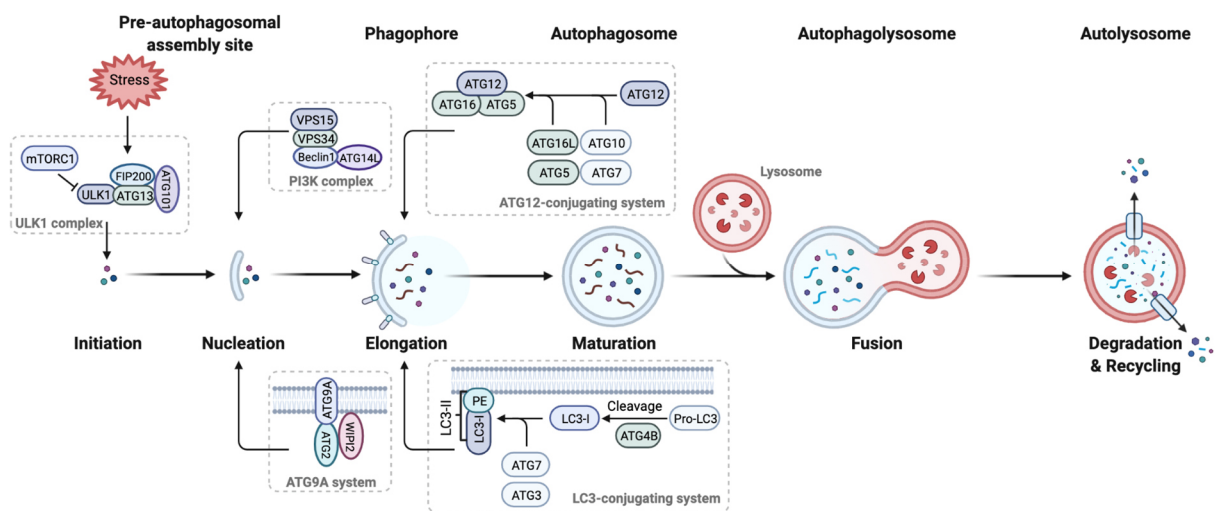 Pre-autophagosomal
assembly site
Phagophore
Autophagosome
Autophagolysosome
Autolysosome
Stress
mTORC1
ULK1
FIP200
ATG13
ATG101
ULK1 complex
VPS15
VPS34
Beclin1
ATG14L
PI3K complex
ATG12
ATG16
ATG5
ATG12
ATG16L
ATG10
ATG5
ATG7
ATG12-conjugating system
Lysosome
Initiation
Nucleation
Elongation
Maturation
Fusion
Degradation
& Recycling
ATG9A
ATG2
WIPI2
ATG9A system
LC3-II
PE
LC3-I
LC3-I
Cleavage
Pro-LC3
ATG4B
ATG7
ATG3
LC3-conjugating system